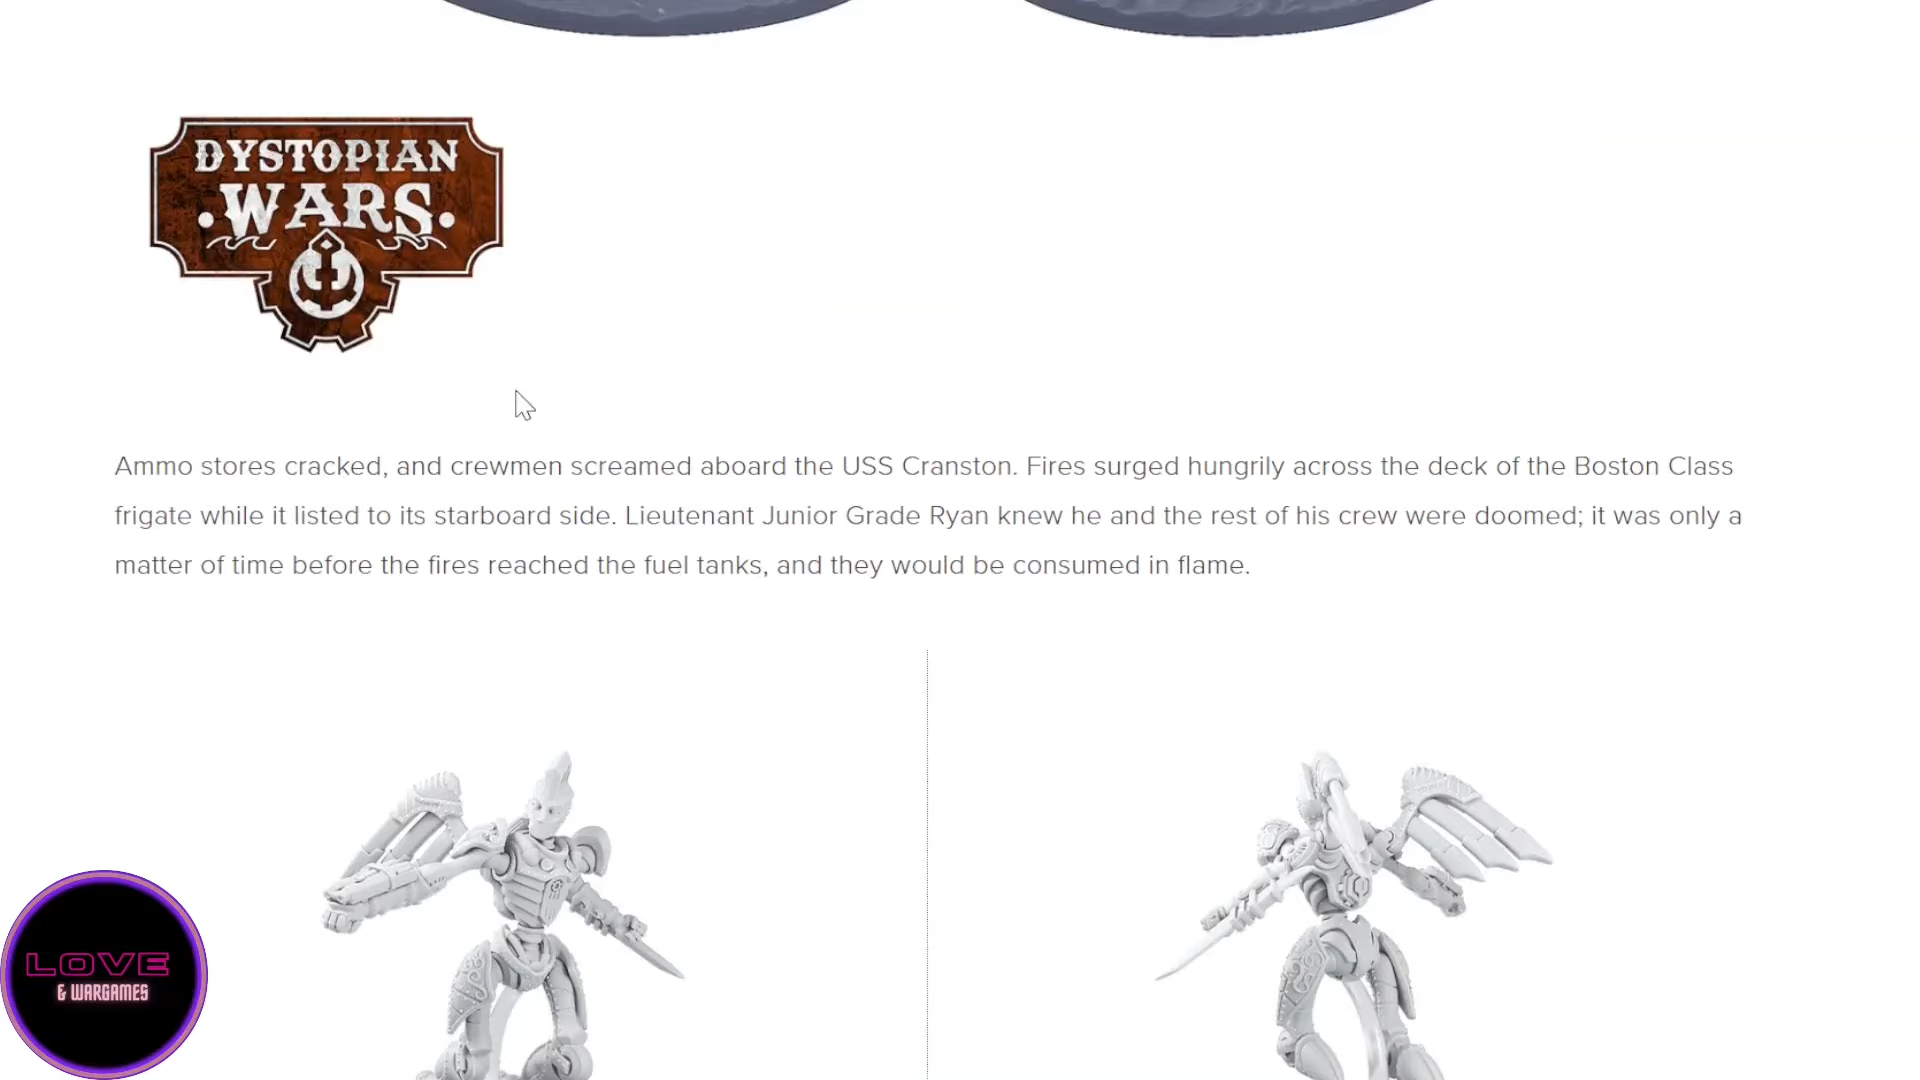 DYSTOPIAN
WARS
Ammo stores cracked, and crewmen screamed aboard the USS Cranston. Fires surged hungrily across the deck of the Boston Class
frigate while it listed to its starboard side. Lieutenant Junior Grade Ryan knew he and the rest of his crew were doomed; it was only a
matter of time before the fires reached the fuel tanks, and they would be consumed in flame.
LOVE
& WARGAMES